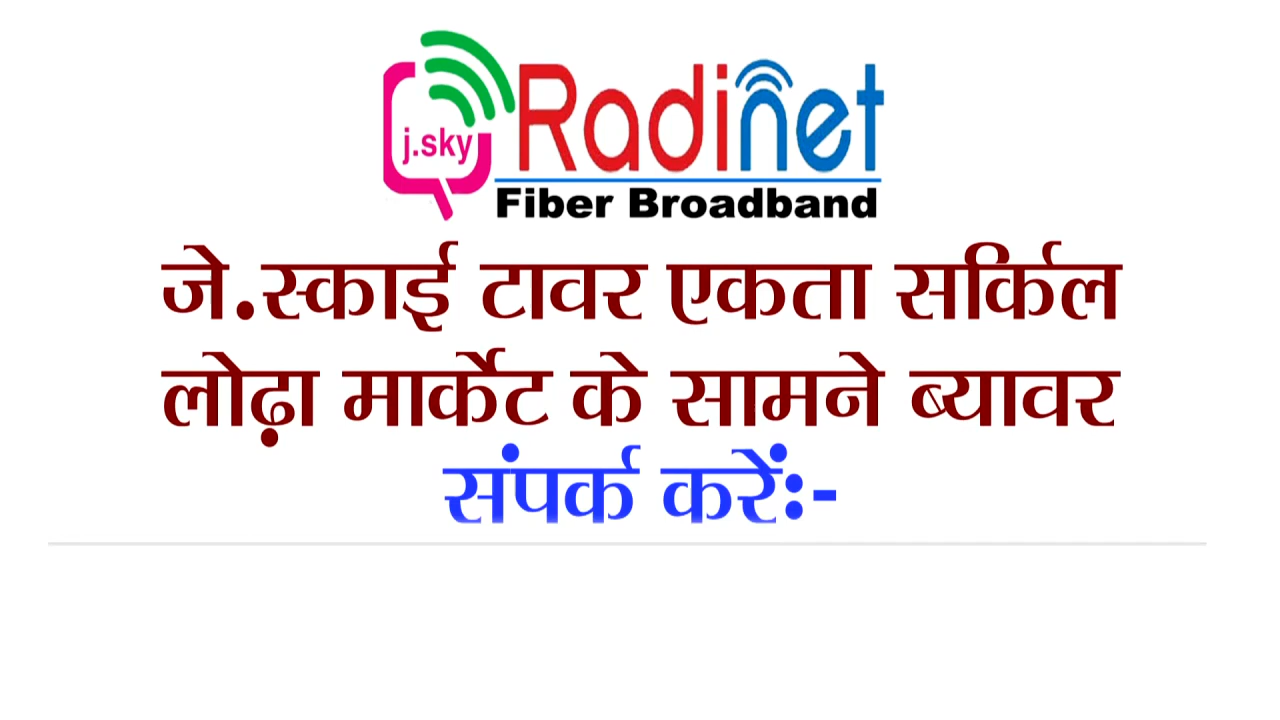 j.sky Radinet
Fiber Broadband
जे.स्काई टावर एकता सर्किल
लोढ़ा मार्केट के सामने ब्यावर
संपर्क करें:-